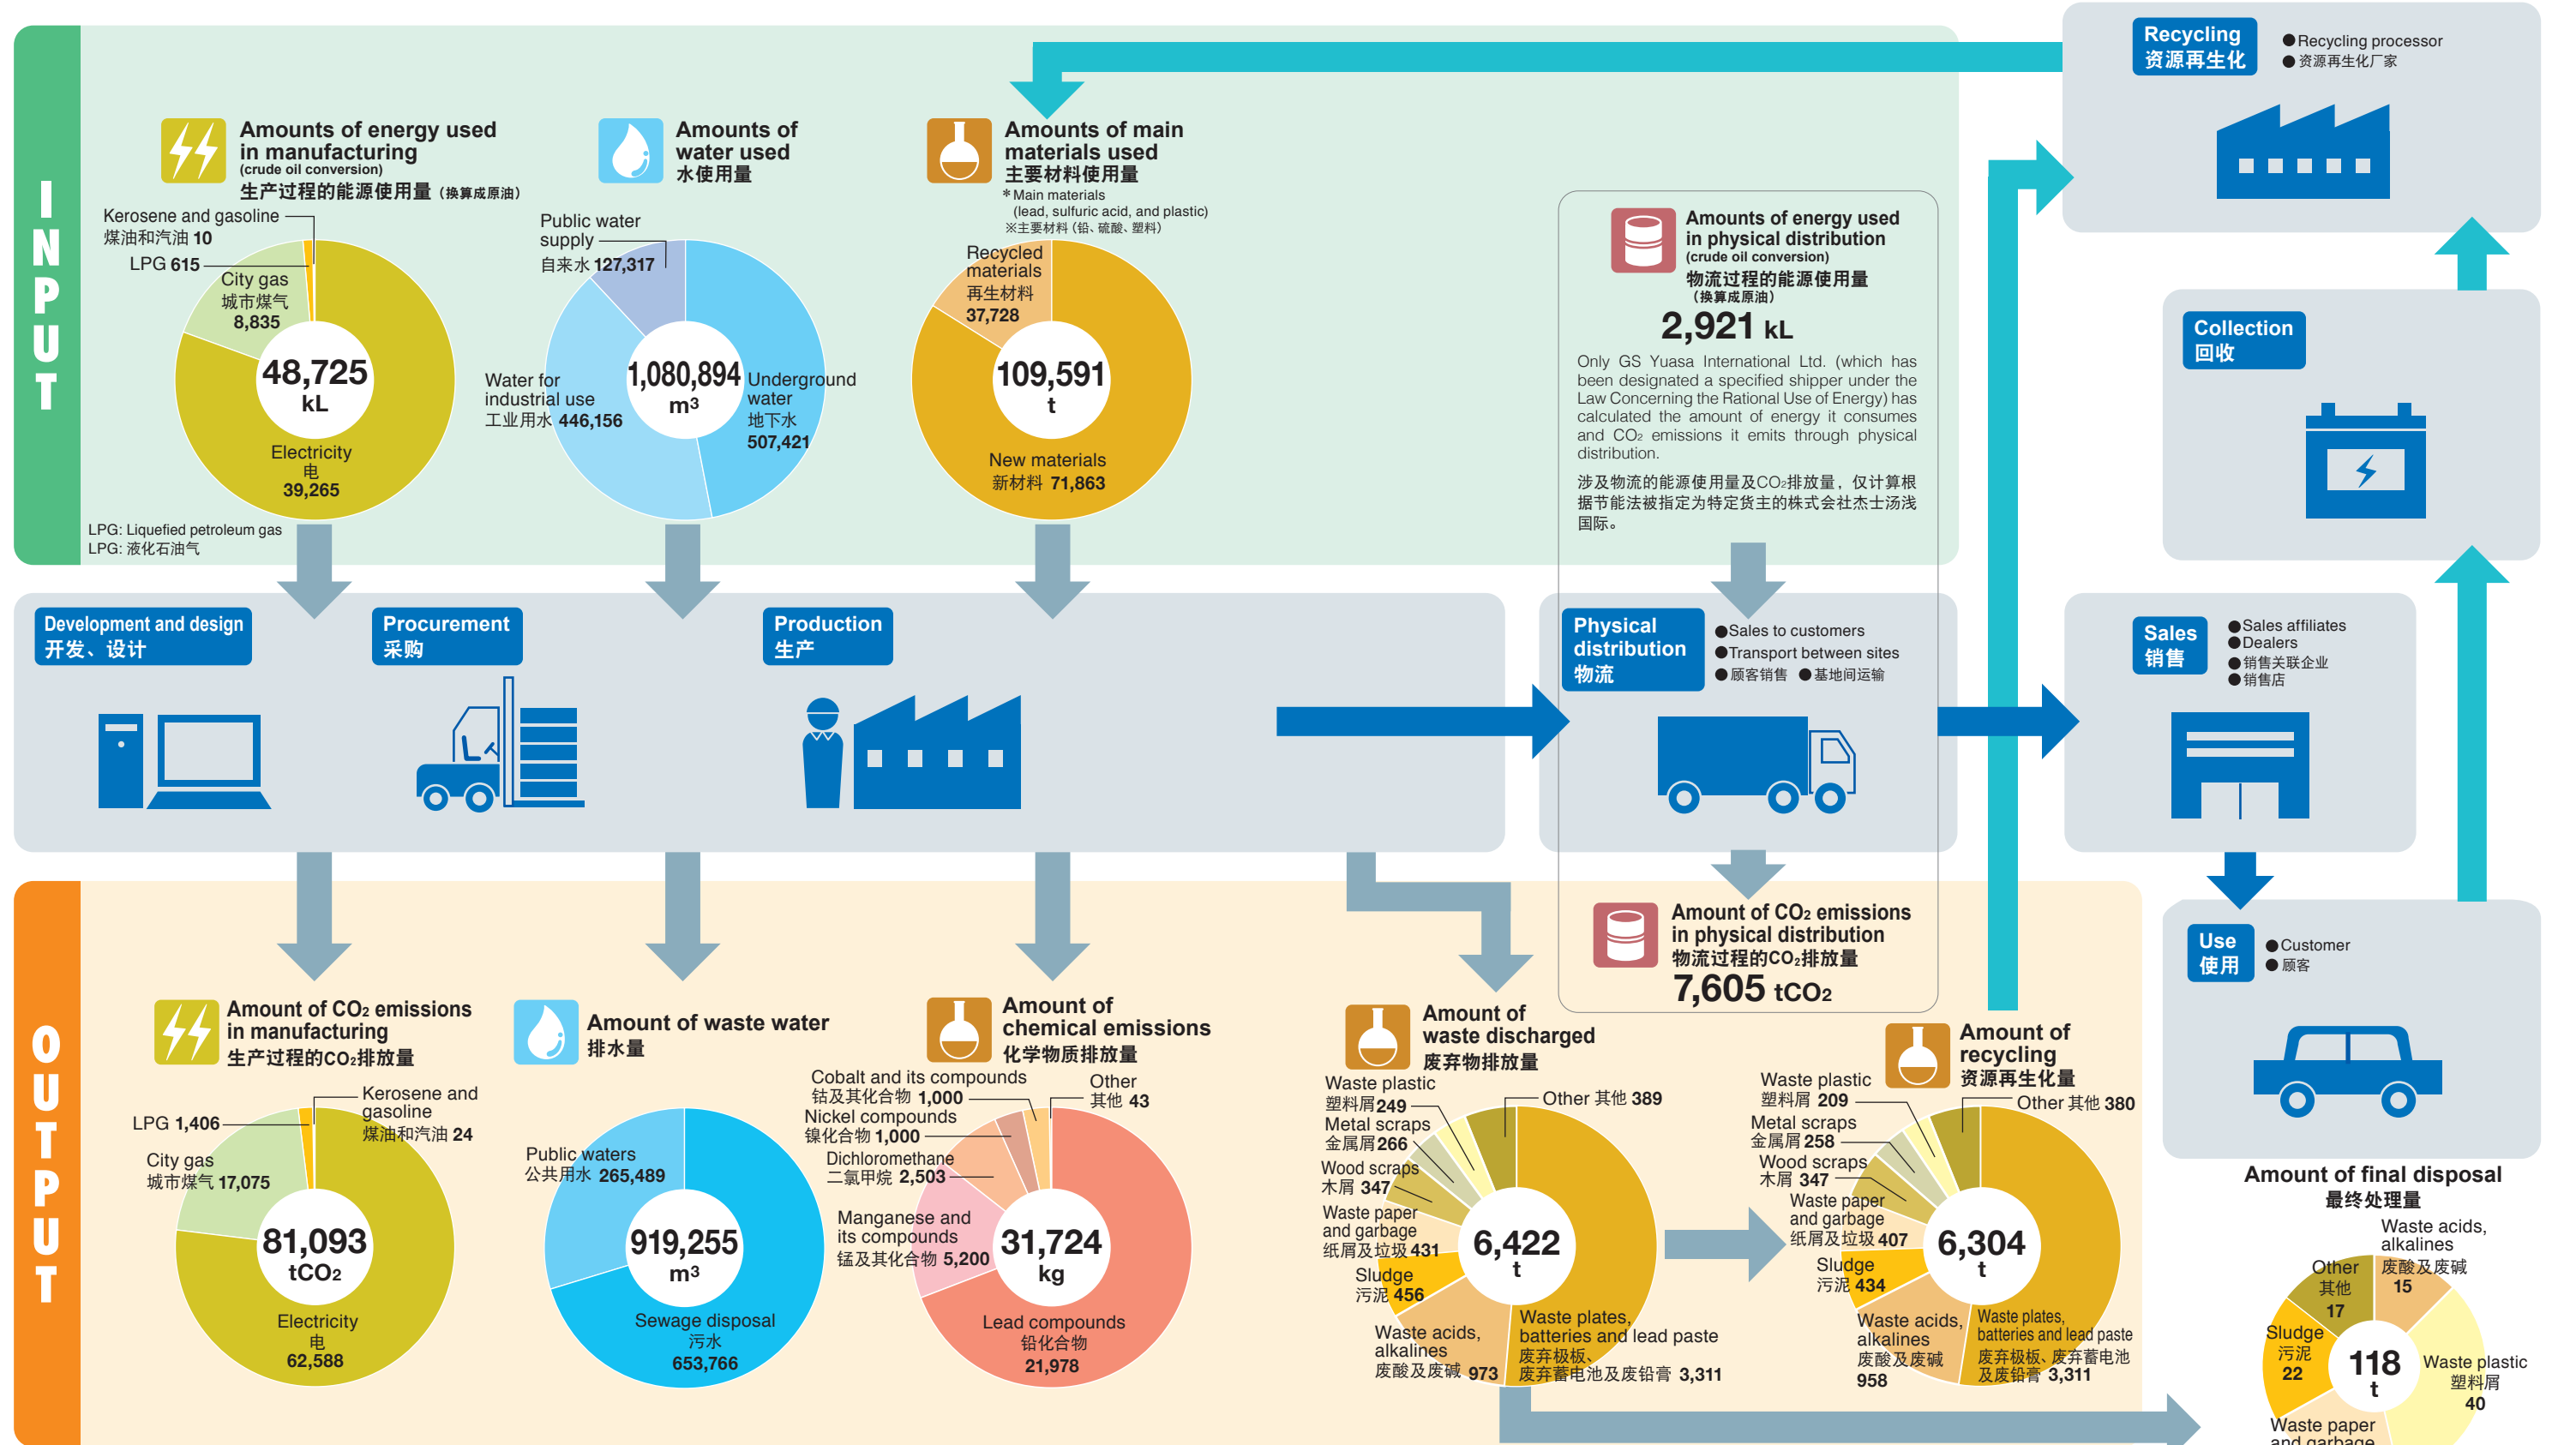 INPUT
Amounts of energy used
in manufacturing
(crude oil conversion)
生产过程的能源使用量（换算成原油）
Kerosene and gasoline
煤油和汽油 10
LPG 615
City gas
城市煤气
8,835
48,725
kL
Electricity
电
39,265
LPG: Liquefied petroleum gas
LPG: 液化石油气
Amounts of
water used
水使用量
Public water
supply
自来水 127,317
Water for
industrial use
工业用水 446,156
1,080,894
m3
Underground
water
地下水
507,421
Amounts of main
materials used
主要材料使用量
＊Main materials
(lead, sulfuric acid, and plastic)
※主要材料（铅、硫酸、塑料）
Recycled
materials
再生材料
37,728
109,591
t
New materials
新材料 71,863
Amounts of energy used
in physical distribution
(crude oil conversion)
物流过程的能源使用量
（换算成原油）
2,921 kL
Only GS Yuasa International Ltd. (which has
been designated a specified shipper under the
Law Concerning the Rational Use of Energy) has
calculated the amount of energy it consumes
and CO2 emissions it emits through physical
distribution.
涉及物流的能源使用量及CO2排放量，仅计算根
据节能法被指定为特定货主的株式会社杰士汤浅
国际。
Recycling
资源再生化
●Recycling processor
●资源再生化厂家
Collection
回收
Development and design
开发、设计
Procurement
采购
Production
生产
Physical
distribution
物流
●Sales to customers
●Transport between sites
●顾客销售 ●基地间运输
Sales
销售
●Sales affiliates
●Dealers
●销售关联企业
●销售店
Use
使用
●Customer
●顾客
OUTPUT
Amount of CO2 emissions
in manufacturing
生产过程的CO2排放量
Kerosene and
gasoline
煤油和汽油 24
LPG 1,406
City gas
城市煤气 17,075
81,093
tCO2
Electricity
电
62,588
Amount of waste water
排水量
Public waters
公共用水 265,489
919,255
m3
Sewage disposal
污水
653,766
Amount of
chemical emissions
化学物质排放量
Cobalt and its compounds
钴及其化合物 1,000
Other
其他 43
Nickel compounds
镍化合物 1,000
Dichloromethane
二氯甲烷 2,503
Manganese and
its compounds
锰及其化合物 5,200
31,724
kg
Lead compounds
铅化合物
21,978
Amount of CO2 emissions
in physical distribution
物流过程的CO2排放量
7,605 tCO2
Amount of
waste discharged
废弃物排放量
Waste plastic
塑料屑 249
Other 其他 389
Metal scraps
金属屑 266
Wood scraps
木屑 347
Waste paper
and garbage
纸屑及垃圾 431
Sludge
污泥 456
6,422
t
Waste acids,
alkalines
废酸及废碱 973
Waste plates,
batteries and lead paste
废弃极板、
废弃蓄电池及废铅膏 3,311
Amount of
recycling
资源再生化量
Waste plastic
塑料屑 209
Other 其他 380
Metal scraps
金属屑 258
Wood scraps
木屑 347
Waste paper
and garbage
纸屑及垃圾 407
Sludge
污泥 434
6,304
t
Waste acids,
alkalines
废酸及废碱
958
Waste plates,
batteries and lead paste
废弃极板、废弃蓄电池
及废铅膏 3,311
Amount of final disposal
最终处理量
Waste acids,
alkalines
废酸及废碱
15
Other
其他
17
Sludge
污泥
22
118
t
Waste plastic
塑料屑
40
Waste paper
and garbage